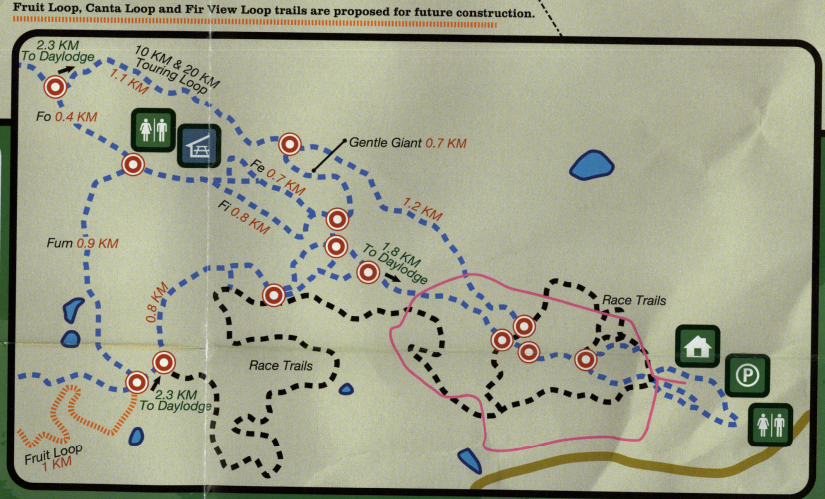 Fruit Loop, Canta Loop and Fir View Loop trails are proposed for future construction.
2.3 KM
To Daylodge
10 KM & 20 KM
Touring Loop
1.1 KM
Fo 0.4 KM
Gentle Giant 0.7 KM
Fe 0.7 KM
Fi 0.8 KM
1.2 KM
Fum 0.9 KM
1.8 KM
To Daylodge
0.8 KM
Race Trails
Race Trails
P
2.3 KM
To Daylodge
Fruit Loop
1 KM